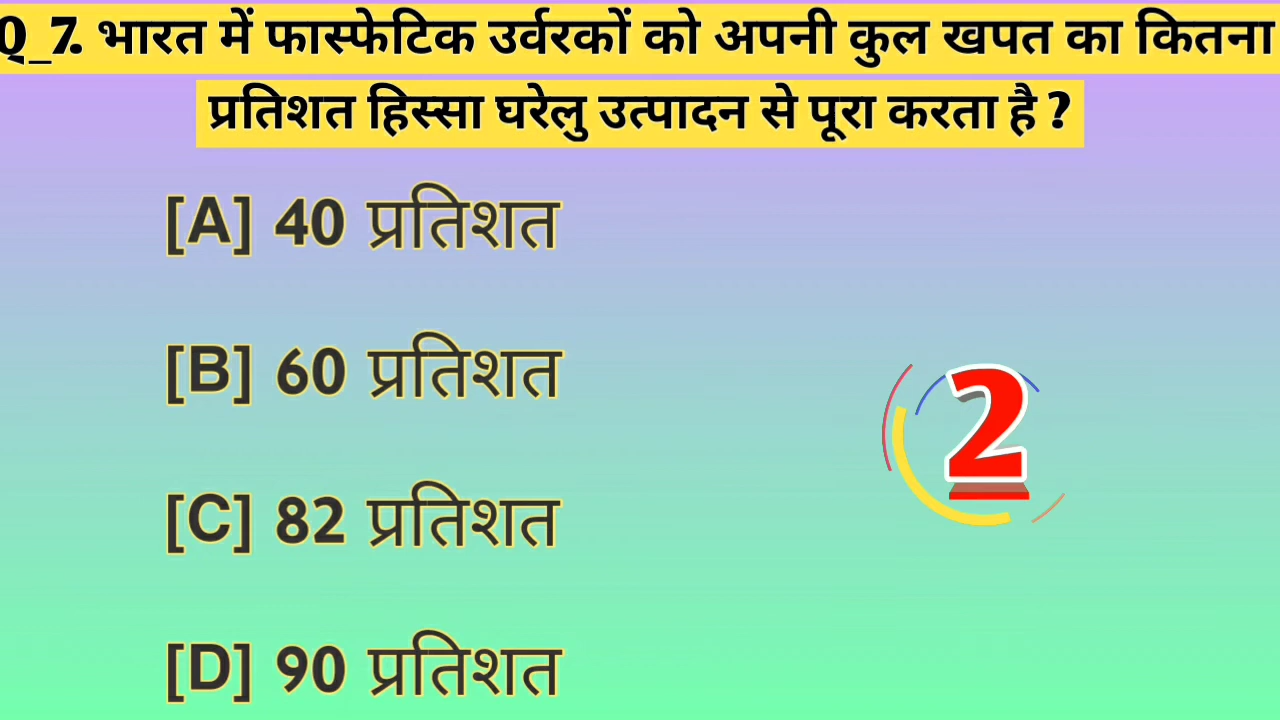 Q_7. भारत में फास्फेटिक उर्वरकों को अपनी कुल खपत का कितना
प्रतिशत हिस्सा घरेलु उत्पादन से पूरा करता है ?
[A] 40 प्रतिशत
[B] 60 प्रतिशत
[C] 82 प्रतिशत
[D] 90 प्रतिशत
2